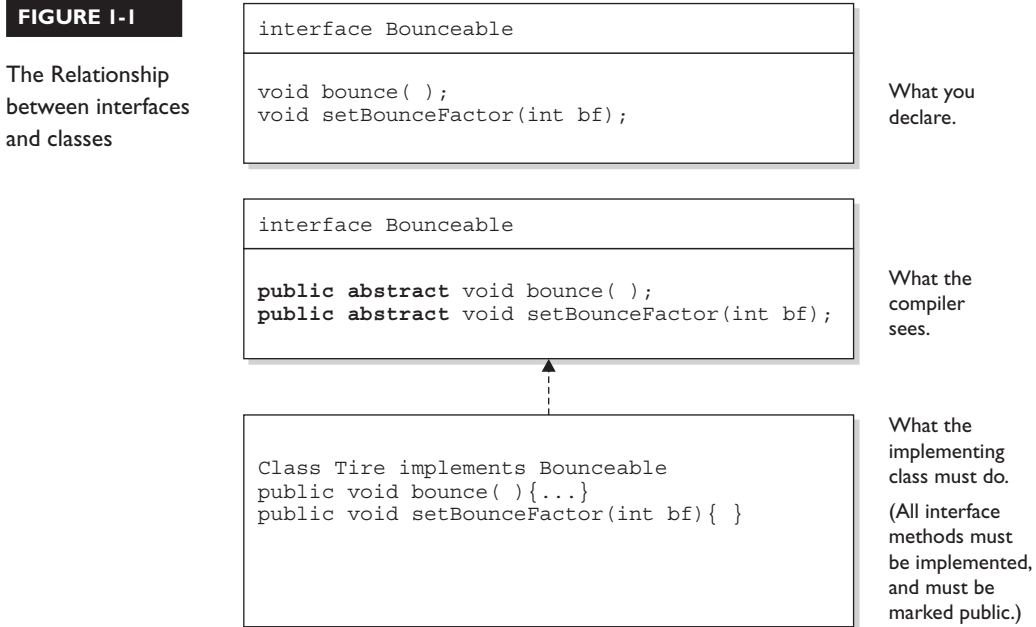 FIGURE 1-1
The Relationship
between interfaces
and classes
interface Bounceable
void bounce( );
void setBounceFactor(int bf);
What you
declare.
interface Bounceable
public abstract void bounce( );
public abstract void setBounceFactor(int bf);
What the
compiler
sees.
Class Tire implements Bounceable
public void bounce( ){...}
public void setBounceFactor(int bf){ }
What the
implementing
class must do.
(All interface
methods must
be implemented,
and must be
marked public.)